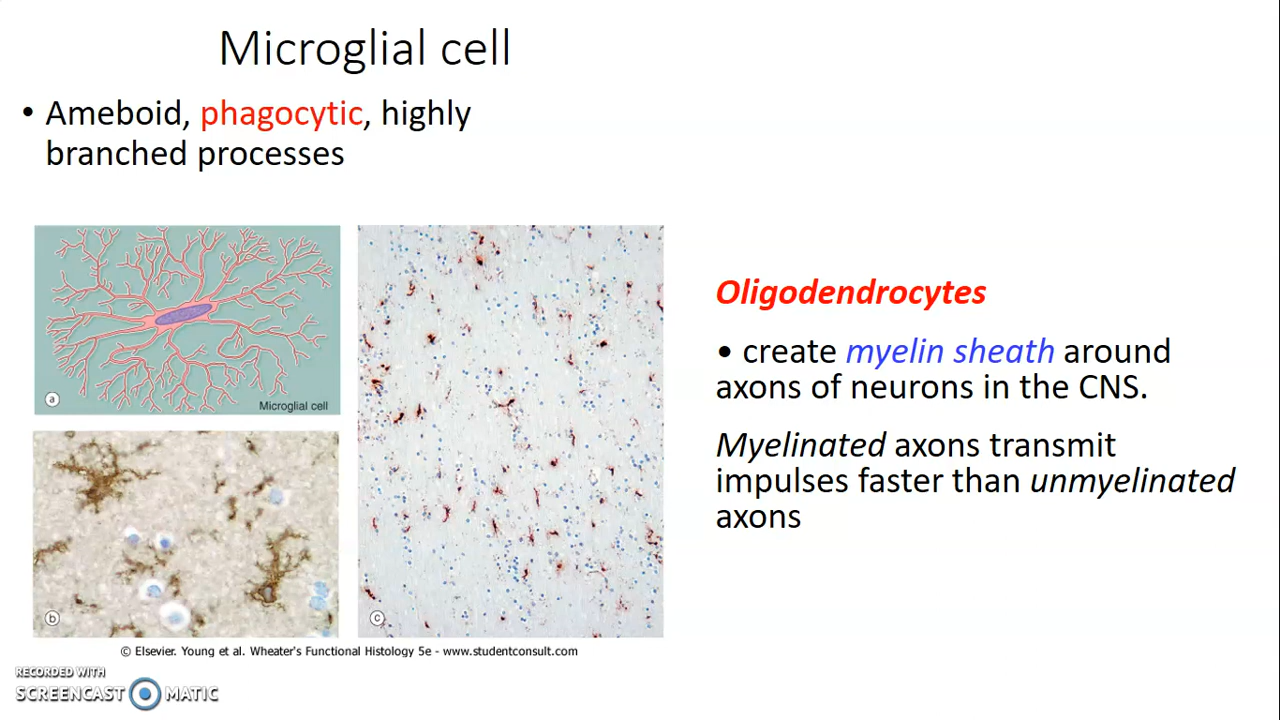 Microglial cell
• Ameboid, phagocytic, highly
branched processes
a
Microglial cell
b
c
© Elsevier. Young et al. Wheater's Functional Histology 5e - www.studentconsult.com
Oligodendrocytes
• create myelin sheath around
axons of neurons in the CNS.
Myelinated axons transmit
impulses faster than unmyelinated
axons
RECORDED WITH
SCREENCAST MATIC